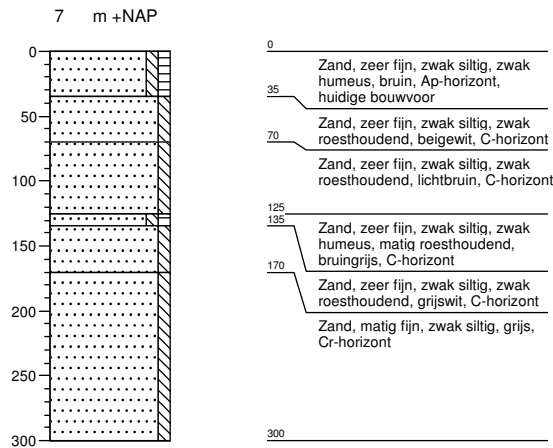 7 m +NAP
0
50
100
150
200
250
300
0
Zand, zeer fijn, zwak siltig, zwak
humeus, bruin, Ap-horizont,
huidige bouwvoor
35
Zand, zeer fijn, zwak siltig, zwak
roesthoudend, beigewit, C-horizont
70
Zand, zeer fijn, zwak siltig, zwak
roesthoudend, lichtbruin, C-horizont
125
135
Zand, zeer fijn, zwak siltig, zwak
humeus, matig roesthoudend,
bruingrijs, C-horizont
170
Zand, zeer fijn, zwak siltig, zwak
roesthoudend, grijswit, C-horizont
Zand, matig fijn, zwak siltig, grijs,
Cr-horizont
300